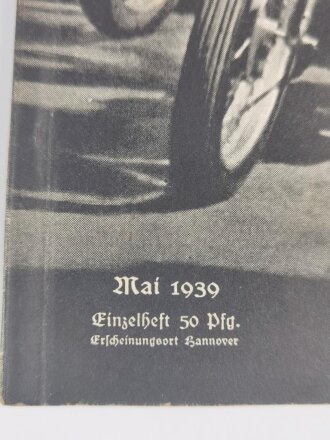 Mai 1939
Einzelheft 50 Pfg.
Erscheinungsort Hannover